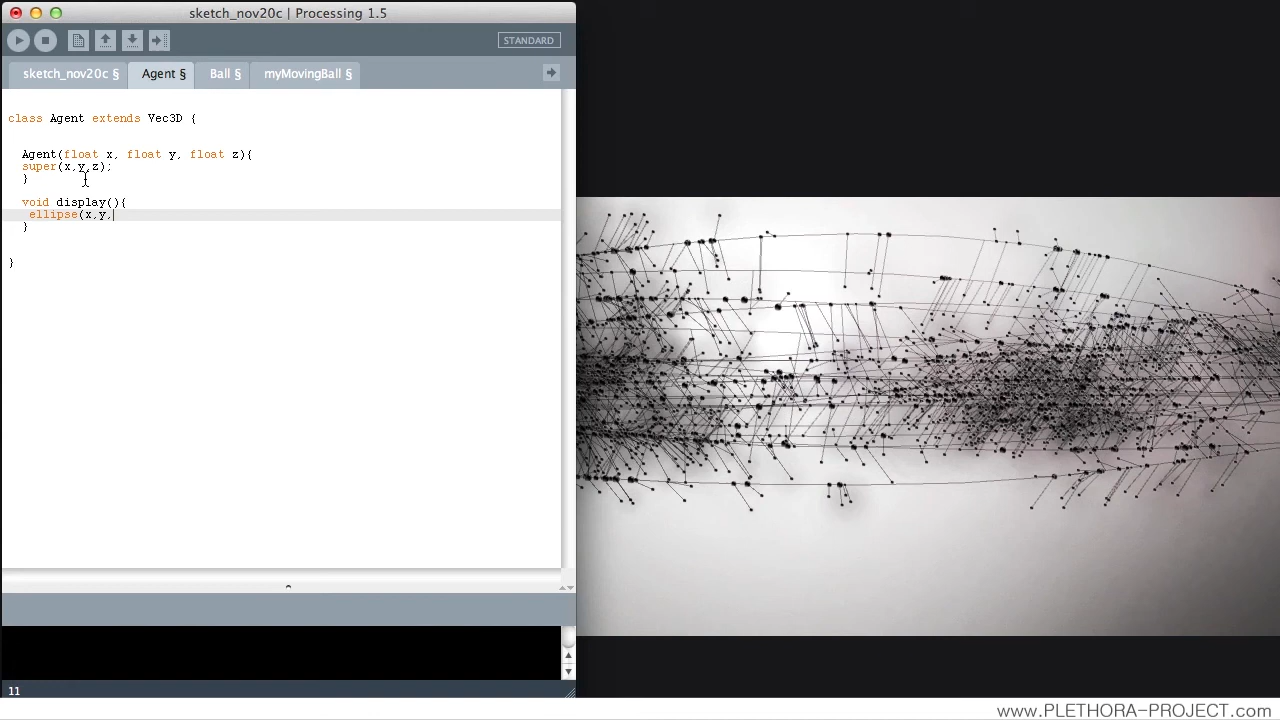 sketch_nov20c | Processing 1.5
STANDARD
sketch_nov20c § Agent § Ball § myMovingBall §
class Agent extends Vec3D {
Agent(float x, float y, float z){
super(x,y,z);
}
void display(){
ellipse(x,y,
}
}
11
www.PLETHORA-PROJECT.com